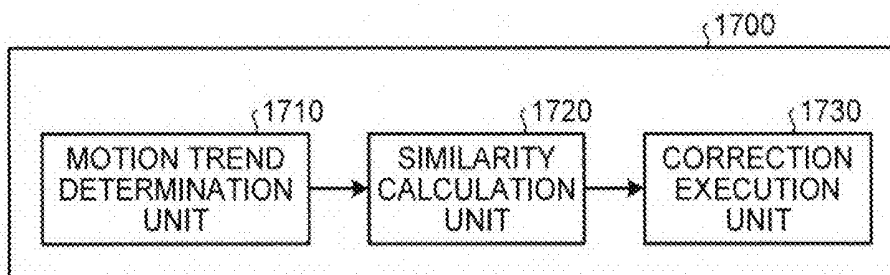 1700
1710
MOTION TREND
DETERMINATION
UNIT
1720
SIMILARITY
CALCULATION
UNIT
1730
CORRECTION
EXECUTION
UNIT